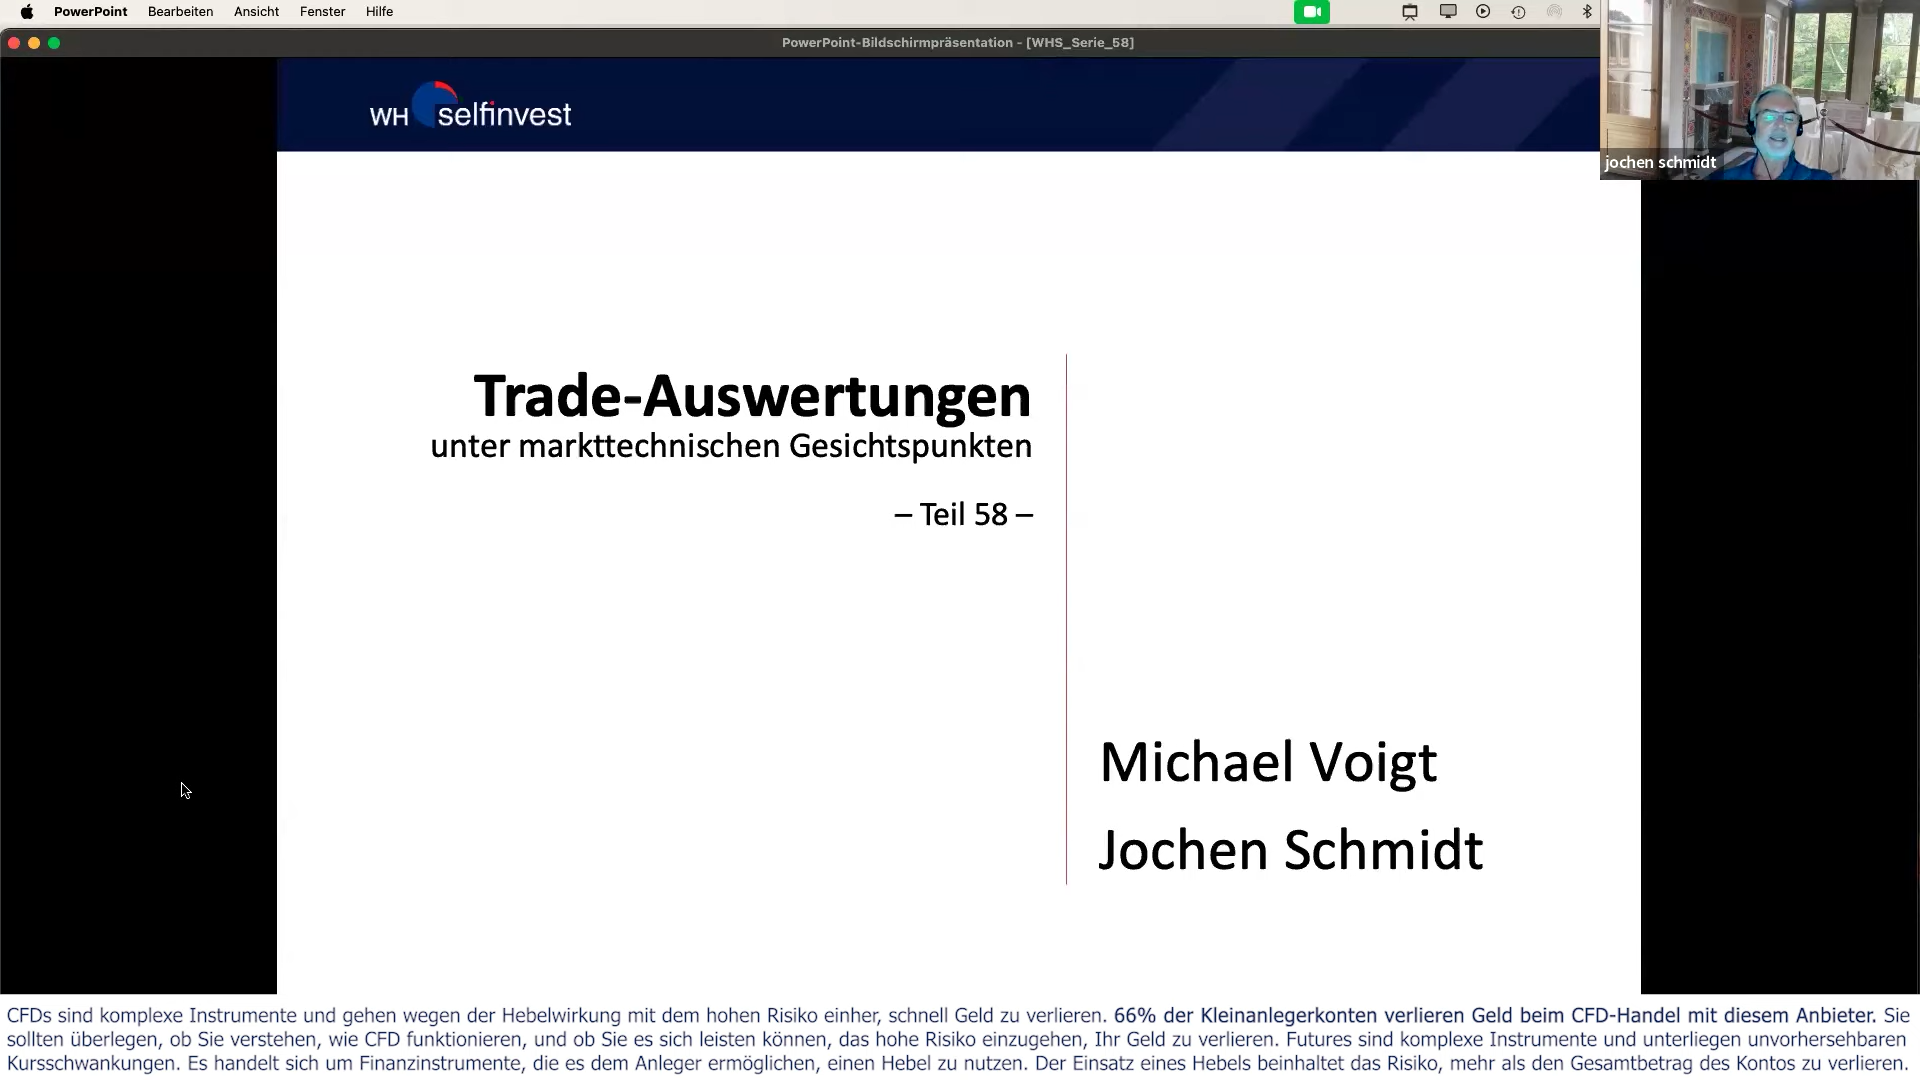 PowerPoint Bearbeiten Ansicht Fenster Hilfe
PowerPoint-Bildschirmpräsentation - [WHS_Serie_58]
WH selfinvest
jochen schmidt
Trade-Auswertungen
unter markttechnischen Gesichtspunkten
– Teil 58 –
Michael Voigt
Jochen Schmidt
CFDs sind komplexe Instrumente und gehen wegen der Hebelwirkung mit dem hohen Risiko einher, schnell Geld zu verlieren. 66% der Kleinanlegerkonten verlieren Geld beim CFD-Handel mit diesem Anbieter. Sie
sollten überlegen, ob Sie verstehen, wie CFD funktionieren, und ob Sie es sich leisten können, das hohe Risiko einzugehen, Ihr Geld zu verlieren. Futures sind komplexe Instrumente und unterliegen unvorhersehbaren
Kursschwankungen. Es handelt sich um Finanzinstrumente, die es dem Anleger ermöglichen, einen Hebel zu nutzen. Der Einsatz eines Hebels beinhaltet das Risiko, mehr als den Gesamtbetrag des Kontos zu verlieren.